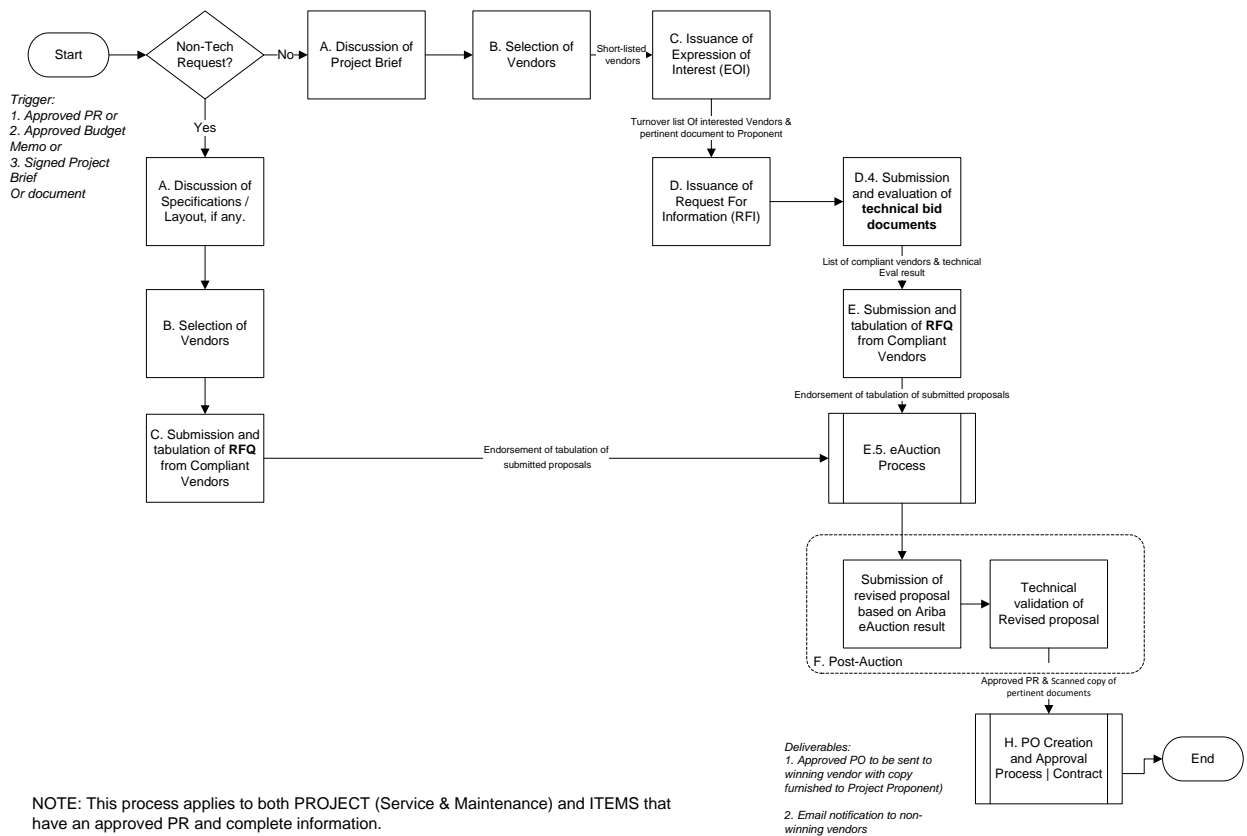 Start
Non-Tech
Request?
No
A. Discussion of
Project Brief
B. Selection of
Vendors
Short-listed
vendors
C. Issuance of
Expression of
Interest (EOI)
Trigger:
1. Approved PR or
2. Approved Budget
Memo or
3. Signed Project
Brief
Or document
Yes
Turnover list Of interested Vendors &
pertinent document to Proponent
A. Discussion of
Specifications /
Layout, if any.
D. Issuance of
Request For
Information (RFI)
D.4. Submission
and evaluation of
technical bid
documents
List of compliant vendors & technical
Eval result
B. Selection of
Vendors
E. Submission and
tabulation of RFQ
from Compliant
Vendors
Endorsement of tabulation of submitted proposals
C. Submission and
tabulation of RFQ
from Compliant
Vendors
Endorsement of tabulation of
submitted proposals
E.5. eAuction
Process
Submission of
revised proposal
based on Ariba
eAuction result
Technical
validation of
Revised proposal
F. Post-Auction
Approved PR & Scanned copy of
pertinent documents
H. PO Creation
and Approval
Process | Contract
End
Deliverables:
1. Approved PO to be sent to
winning vendor with copy
furnished to Project Proponent)
2. Email notification to non-
winning vendors
NOTE: This process applies to both PROJECT (Service & Maintenance) and ITEMS that
have an approved PR and complete information.